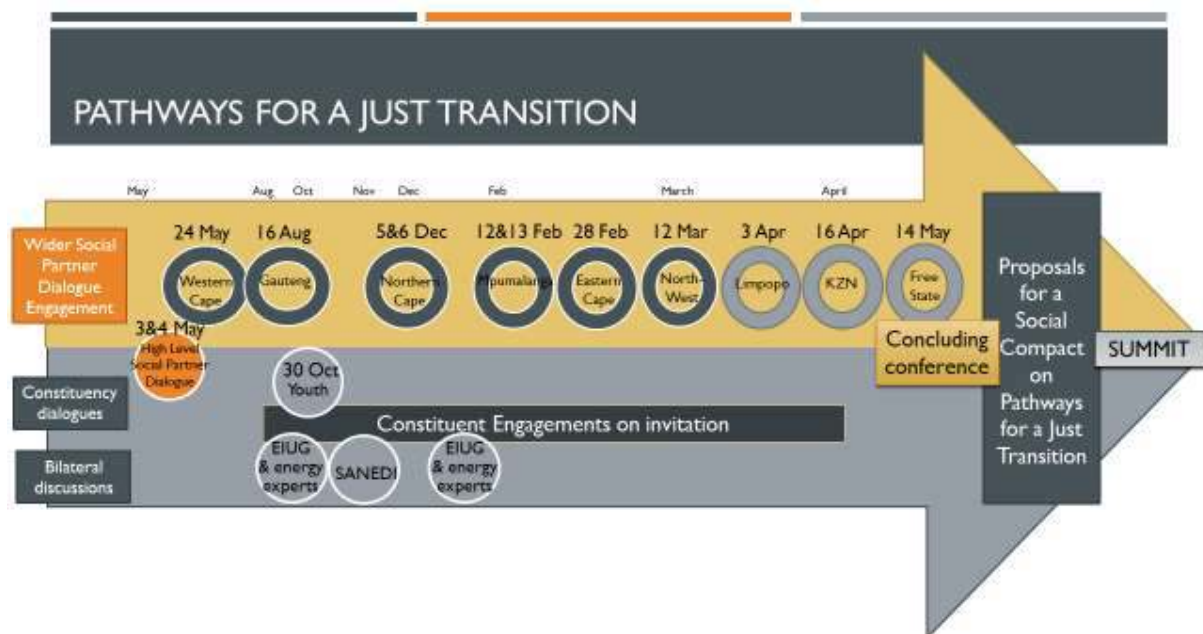 PATHWAYS FOR A JUST TRANSITION
May
Aug
Oct
Nov
Dec
Feb
March
April
Wider Social
Partner
Dialogue
Engagement
24 May
Western
Cape
16 Aug
Gauteng
5&6 Dec
Northern
Cape
12&13 Feb
Mpumalanga
28 Feb
Eastern
Cape
12 Mar
North-
West
3 Apr
Limpopo
16 Apr
KZN
14 May
Free
State
3&4 May
High Level
Social Partner
Dialogue
Concluding
conference
Proposals
for a
Social
Compact
on
Pathways
for a Just
Transition
SUMMIT
Constituency
dialogues
30 Oct
Youth
Constituent Engagements on invitation
Bilateral
discussions
EIUG
& energy
experts
SANEDI
EIUG
& energy
experts